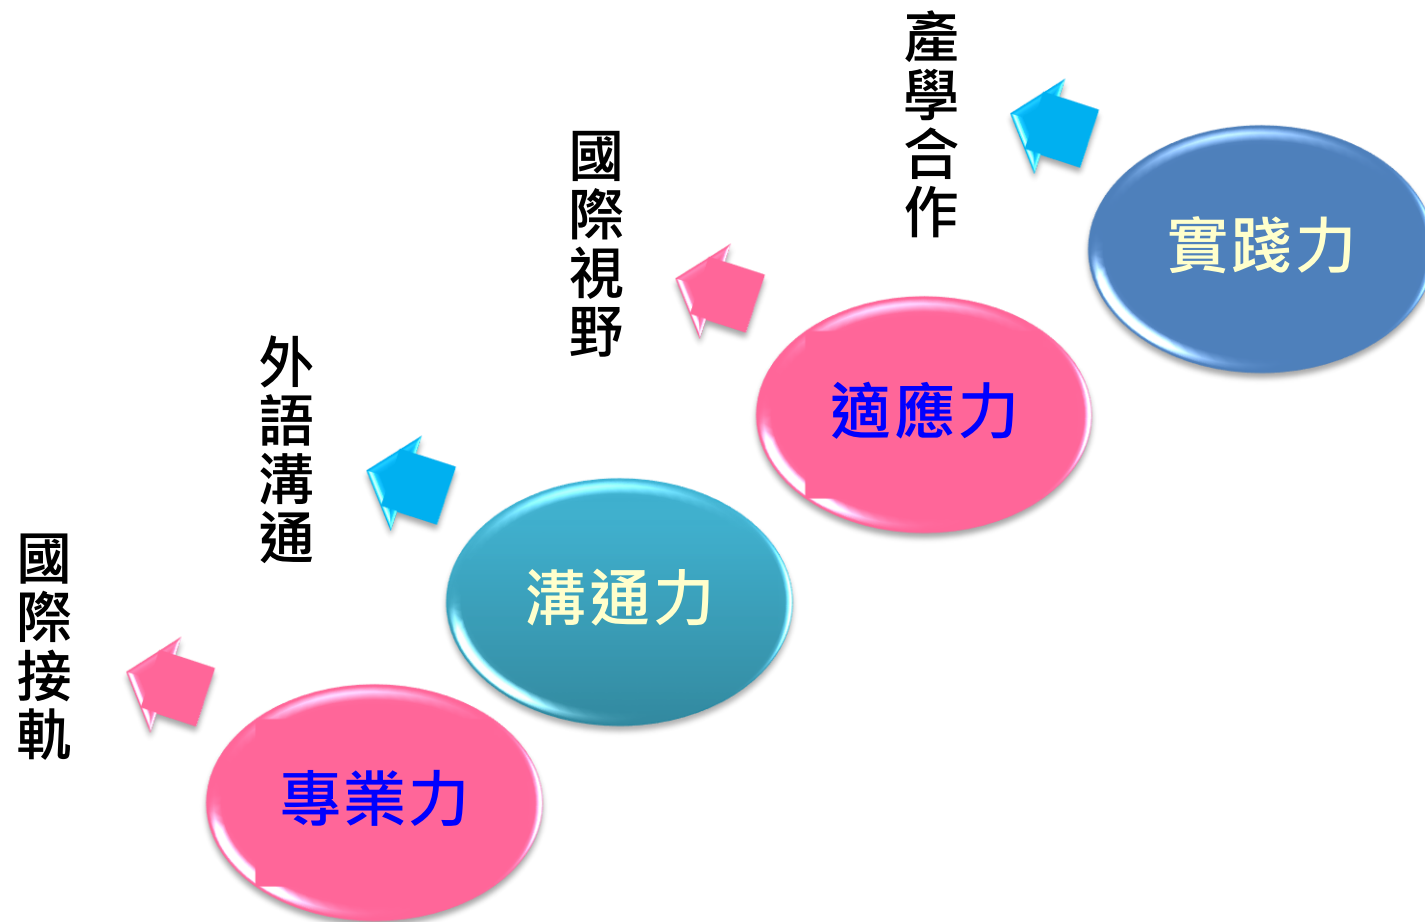 產學合作
實踐力
國際視野
適應力
外語溝通
溝通力
國際接軌
專業力